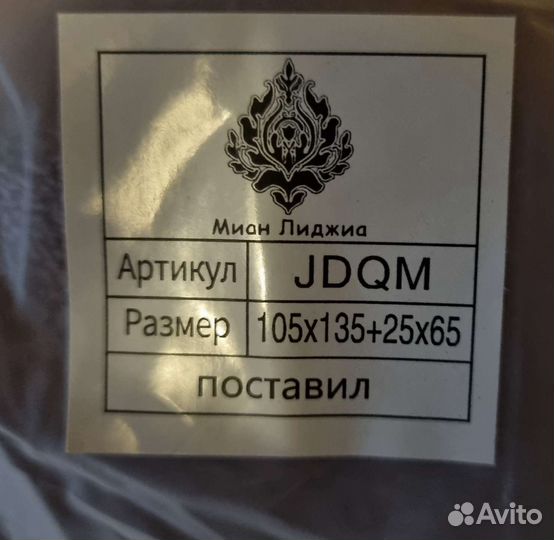 Миан Лиджиа
Артикул JDQM
Размер 105x135+25x65
поставил
Avito